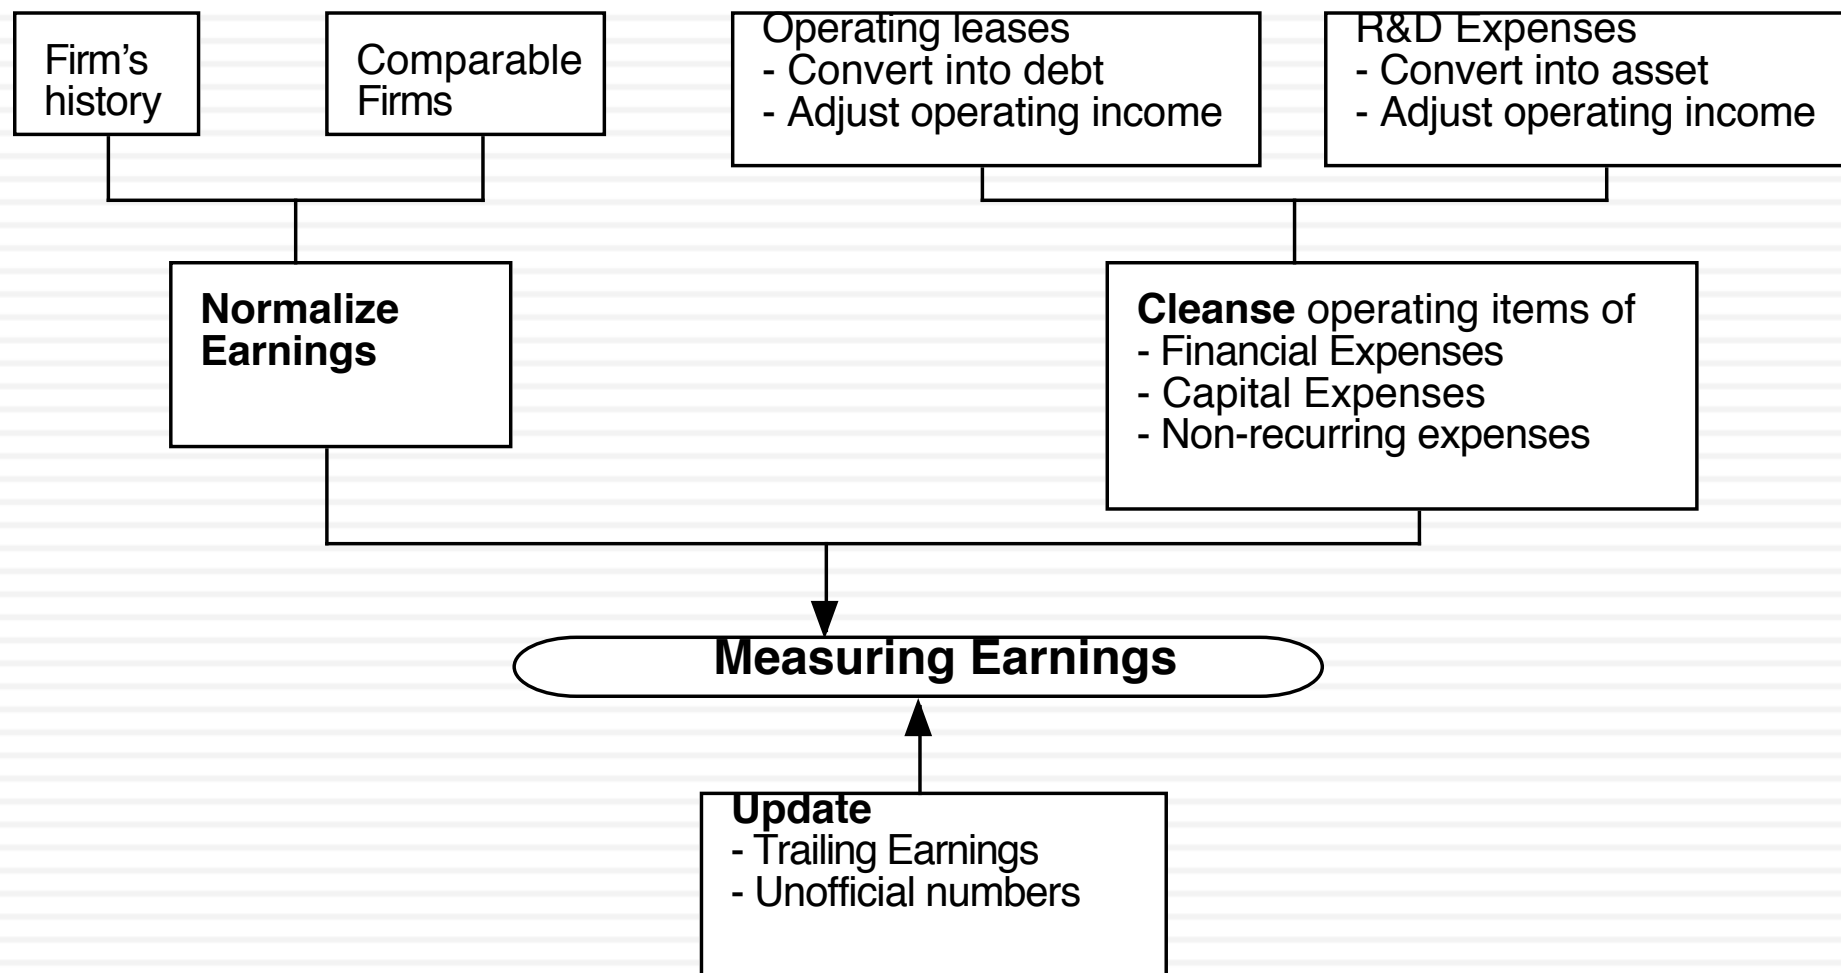 Firm's
history
Comparable
Firms
Operating leases
- Convert into debt
- Adjust operating income
R&D Expenses
- Convert into asset
- Adjust operating income
Normalize
Earnings
Cleanse operating items of
- Financial Expenses
- Capital Expenses
- Non-recurring expenses
Measuring Earnings
Update
- Trailing Earnings
- Unofficial numbers